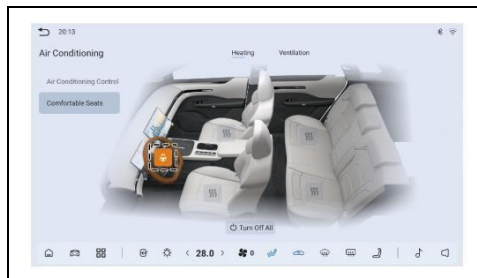 20:13
Air Conditioning
Heating Ventilation
Air Conditioning Control
Comfortable Seats
Turn Off All
28.0 0